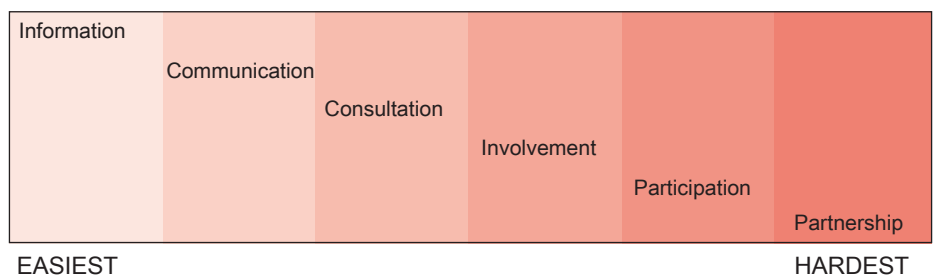 Information
Communication
Consultation
Involvement
Participation
Partnership
EASIEST
HARDEST